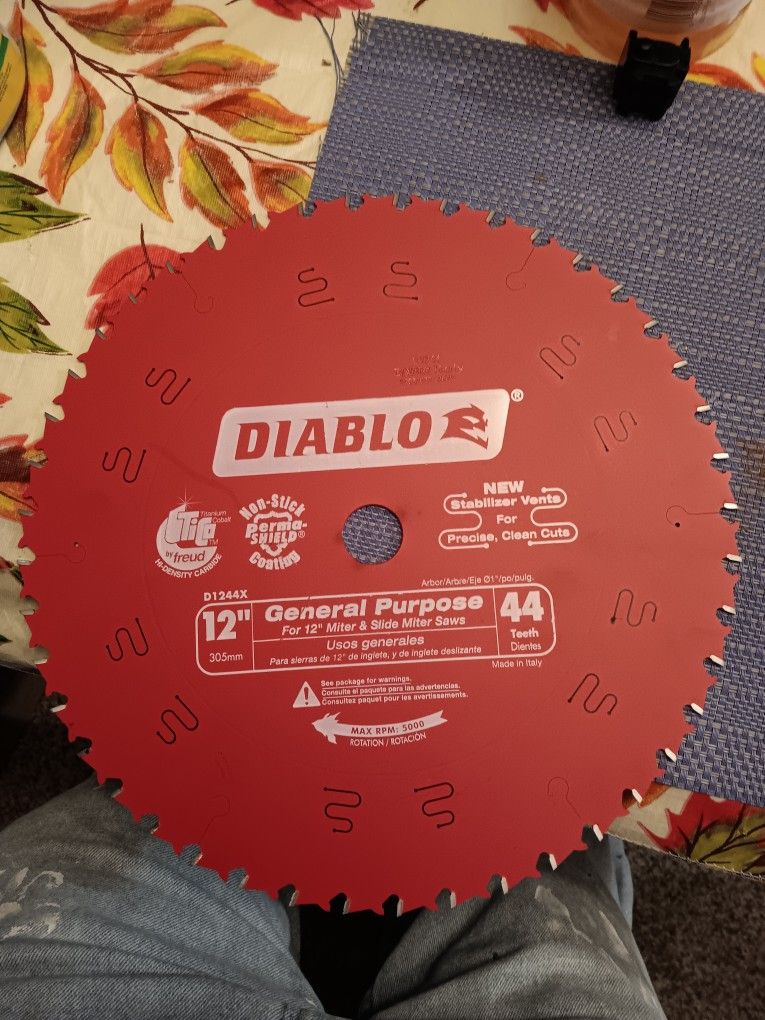 DIABLO®
TiCo™
Titanium
Cobalt
by freud
HI-DENSITY CARBIDE
Non-Stick
Perma-
SHIELD®
Coating
NEW
Stabilizer Vents
For
Precise, Clean Cuts
Arbor/Arbre/Eje Ø1"/po/pulg.
D1244X
12"
305mm
General Purpose
For 12" Miter & Slide Miter Saws
Usos generales
Para sierras de 12" de inglete, y de inglete deslizante
44
Teeth
Dientes
Made in Italy
See package for warnings.
Consulte el paquete para las advertencias.
Consultez paquet pour les avertissements.
MAX RPM: 5000
ROTATION / ROTACIÓN